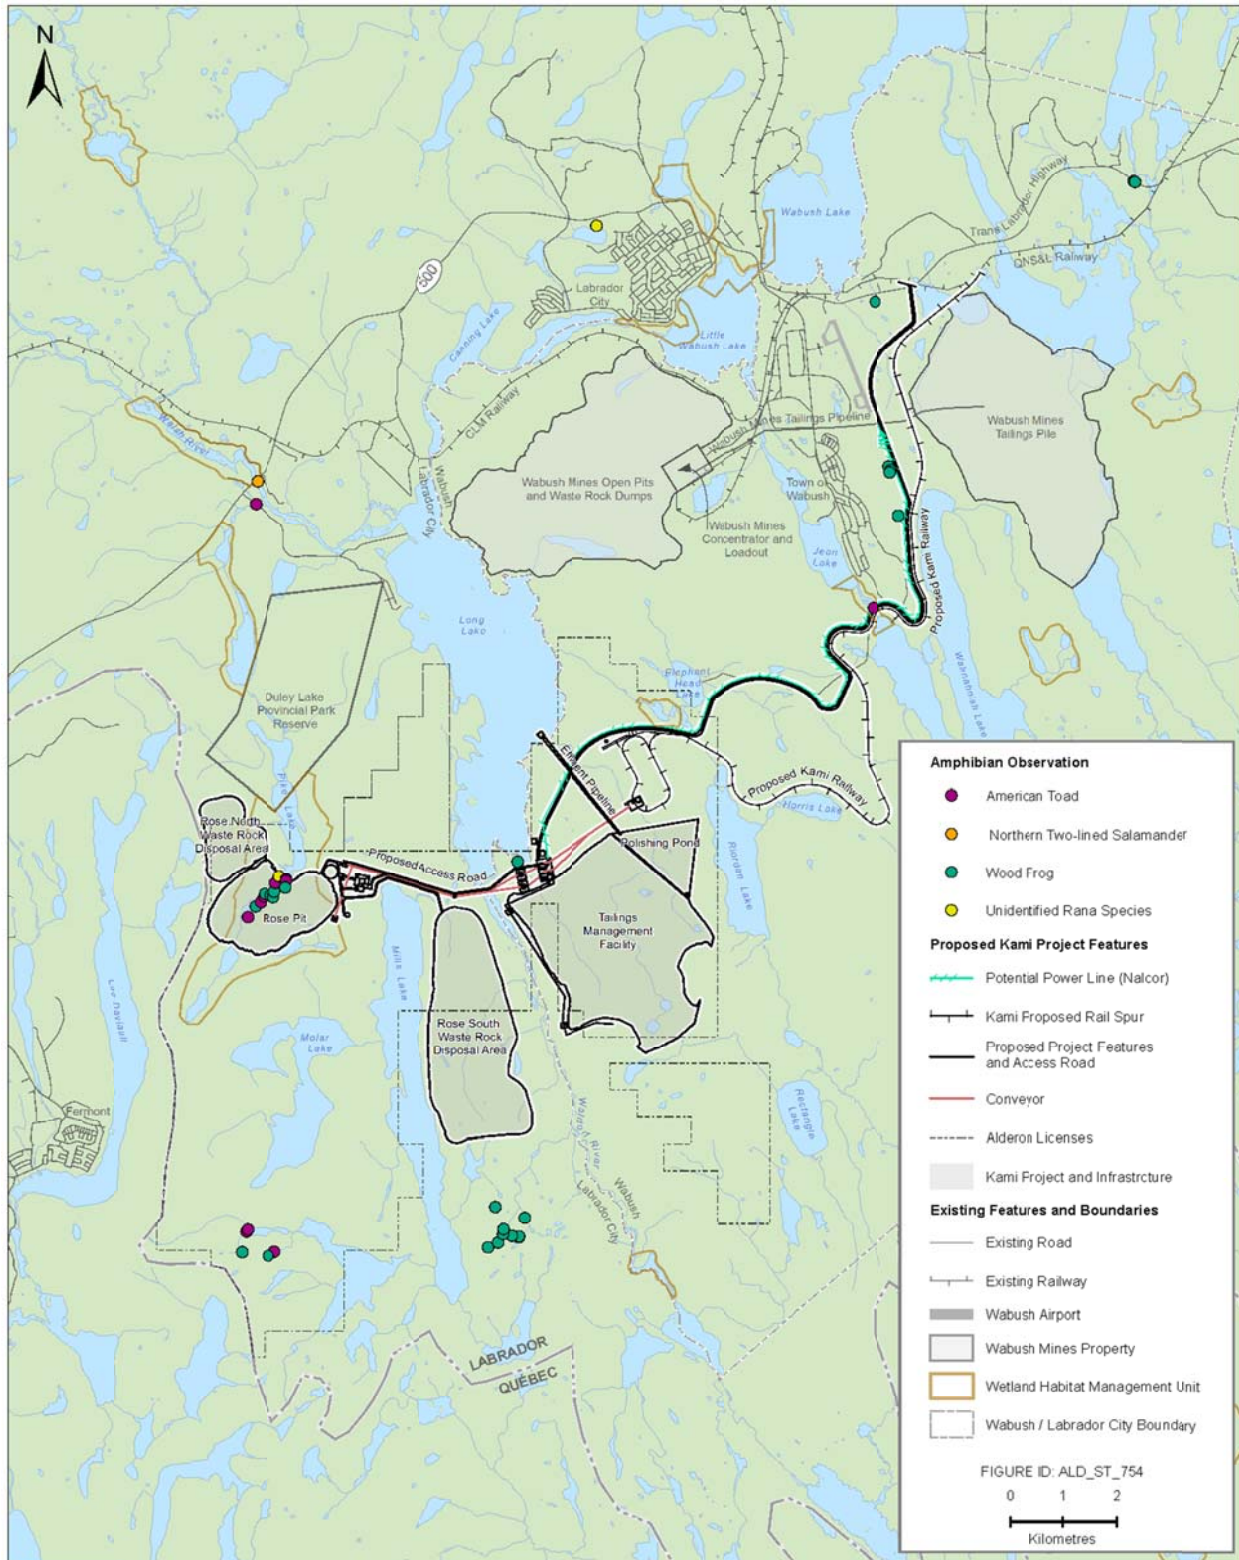 N
Wabush Lake
Trans Labrador Highway
QNS&L Railway
500
Labrador
City
Canning Lake
Little
Wabush Lake
CLM Railway
Wabush Mines Tailings Pipeline
Wabush Mines
Tailings Pile
Walsh River
Wabush
Labrador City
Wabush Mines Open Pits
and Waste Rock Dumps
Town of
Wabush
Wabush Mines
Concentrator and
Loadout
Jean
Lake
Proposed Kami Railway
Long
Lake
Wahnahnish Lake
Elephant
Head
Lake
Duley Lake
Provincial Park
Reserve
Pike Lake
Effluent Pipeline
Proposed Kami Railway
Harris Lake
Rose North
Waste Rock
Disposal Area
Proposed Access Road
Polishing Pond
Riordan Lake
Rose Pit
Tailings
Management
Facility
Mills Lake
Lac Daviault
Rose South
Waste Rock
Disposal Area
Molar
Lake
Waldorf River
Rectangle
Lake
Fermont
Wabush
Labrador City
LABRADOR
QUÉBEC
Amphibian Observation
American Toad
Northern Two-lined Salamander
Wood Frog
Unidentified Rana Species
Proposed Kami Project Features
Potential Power Line (Nalcor)
Kami Proposed Rail Spur
Proposed Project Features
and Access Road
Conveyor
Alderon Licenses
Kami Project and Infrastrcture
Existing Features and Boundaries
Existing Road
Existing Railway
Wabush Airport
Wabush Mines Property
Wetland Habitat Management Unit
Wabush / Labrador City Boundary
FIGURE ID: ALD_ST_754
0 1 2
Kilometres